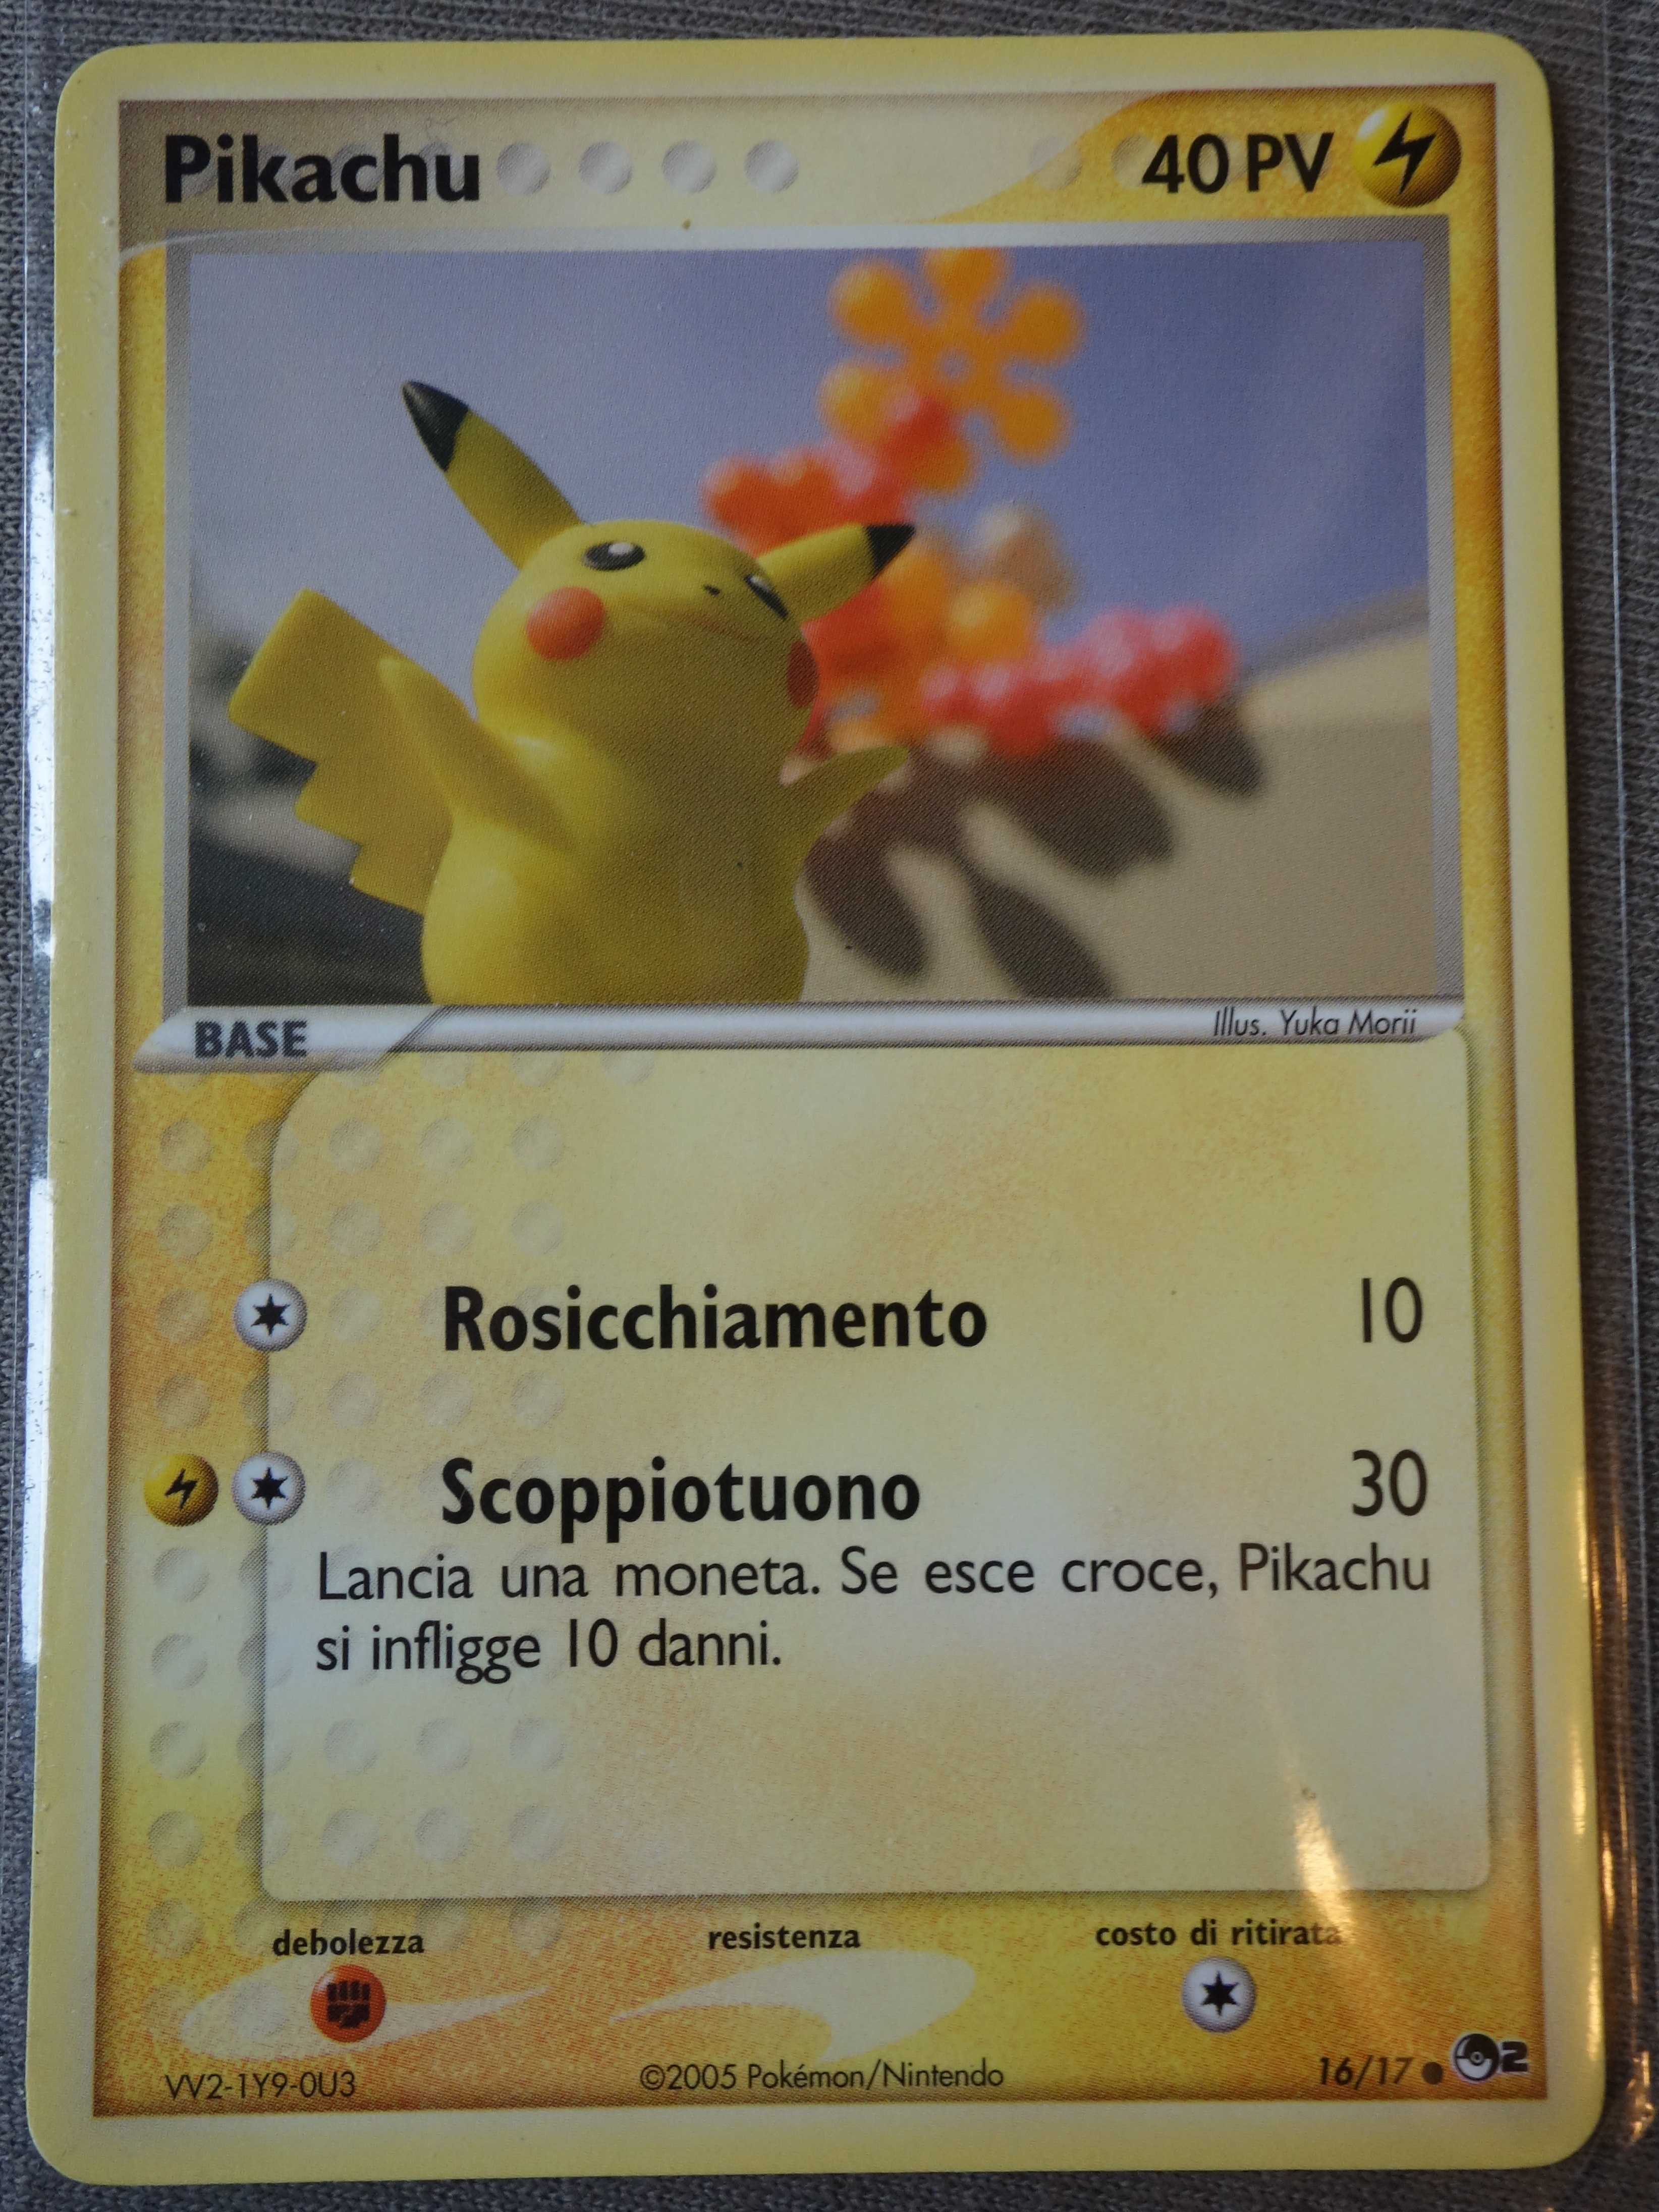 Pikachu 40 PV
BASE
Illus. Yuka Morii
Rosicchiamento 10
Scoppiotuono 30
Lancia una moneta. Se esce croce, Pikachu
si infligge 10 danni.
debolezza resistenza costo di ritirata
VV2-1Y9-0U3 ©2005 Pokémon/Nintendo 16/17 2